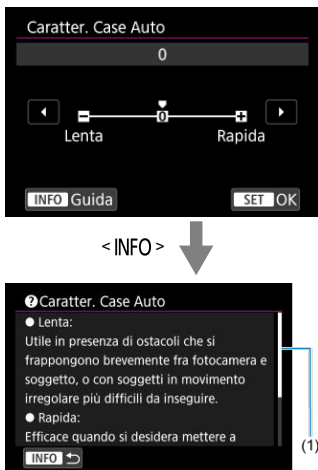 Caratter. Case Auto
0
0
Lenta
Rapida
INFO Guida
SET OK
< INFO >
?Caratter. Case Auto
● Lenta:
Utile in presenza di ostacoli che si
frappongono brevemente fra fotocamera e
soggetto, o con soggetti in movimento
irregolare più difficili da inseguire.
● Rapida:
Efficace quando si desidera mettere a
INFO
(1)